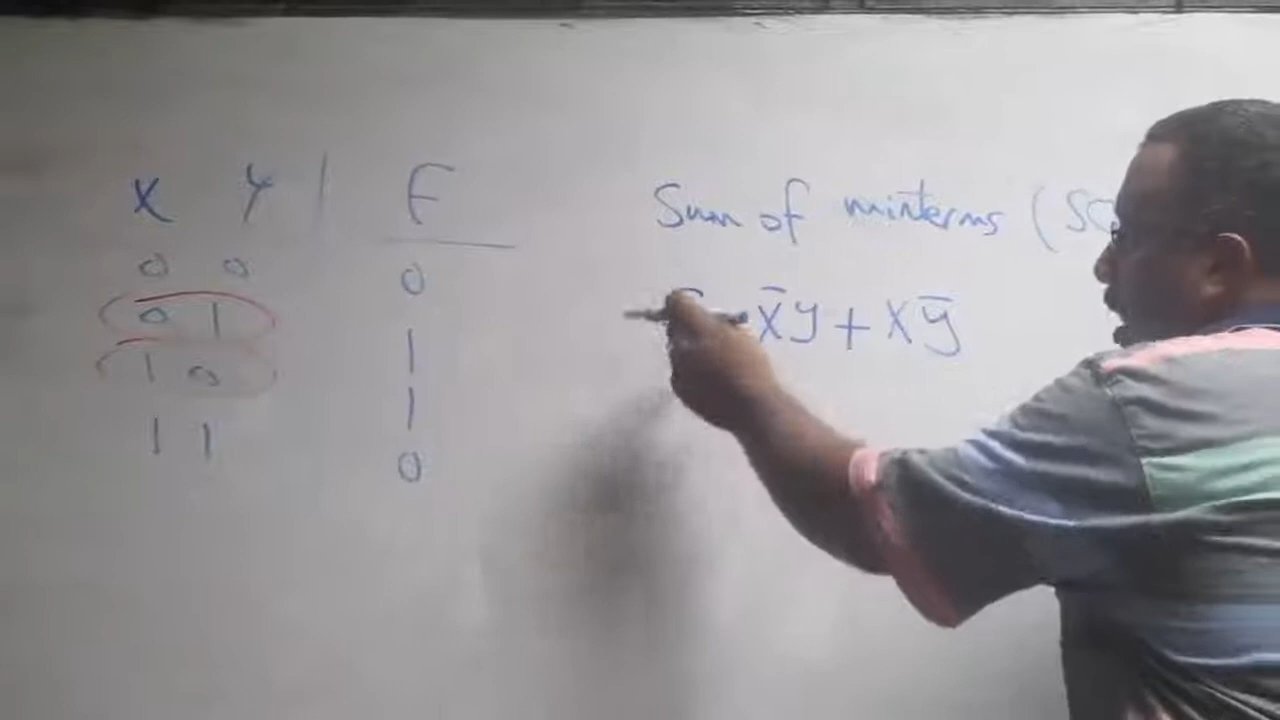 X Y | F
0 0 0
0 1 1
1 0 1
1 1 0
Sum of minterms (
X̄y + Xȳ